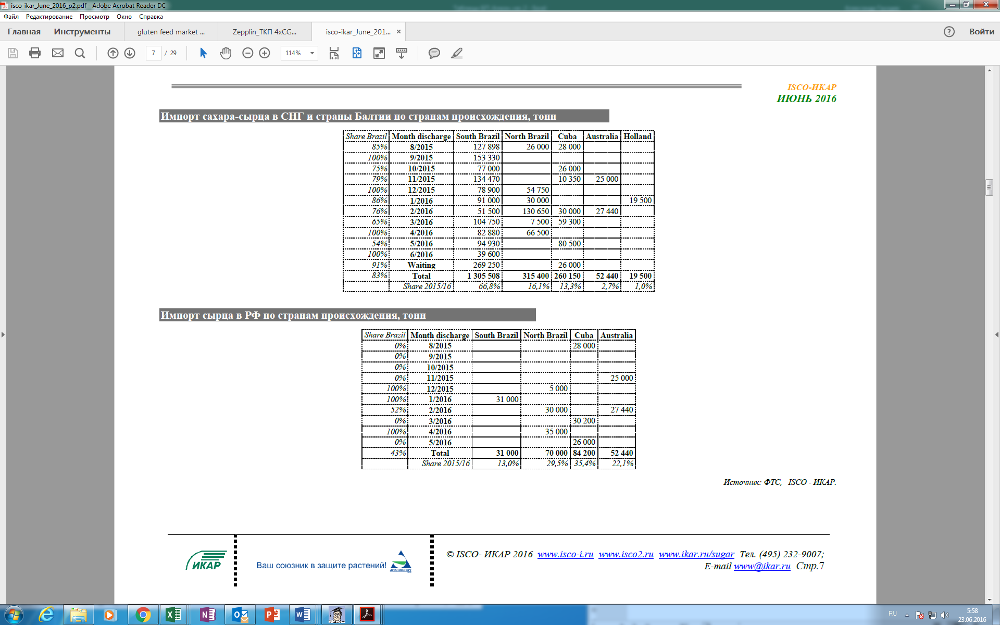 isco-ikar_June_2016_p2.pdf - Adobe Acrobat Reader DC
Файл Редактирование Просмотр Окно Справка
Главная Инструменты gluten feed market ... Zepplin_ТКП 4xCG... isco-ikar_June_201... Войти
7 / 29 114%
ISCO-ИКАР
ИЮНЬ 2016
Импорт сахара-сырца в СНГ и страны Балтии по странам происхождения, тонн
Share Brazil Month discharge South Brazil North Brazil Cuba Australia Holland
85% 8/2015 127 898 26 000 28 000
100% 9/2015 153 330
75% 10/2015 77 000 26 000
79% 11/2015 134 470 10 350 25 000
100% 12/2015 78 900 54 750
86% 1/2016 91 000 30 000 19 500
76% 2/2016 51 500 130 650 30 000 27 440
65% 3/2016 104 750 7 500 59 300
100% 4/2016 82 880 66 500
54% 5/2016 94 930 80 500
100% 6/2016 39 600
91% Waiting 269 250 26 000
83% Total 1 305 508 315 400 260 150 52 440 19 500
Share 2015/16 66,8% 16,1% 13,3% 2,7% 1,0%
Импорт сырца в РФ по странам происхождения, тонн
Share Brazil Month discharge South Brazil North Brazil Cuba Australia
0% 8/2015 28 000
0% 9/2015
0% 10/2015
0% 11/2015 25 000
100% 12/2015 5 000
100% 1/2016 31 000
52% 2/2016 30 000 27 440
0% 3/2016 30 200
100% 4/2016 35 000
0% 5/2016 26 000
43% Total 31 000 70 000 84 200 52 440
Share 2015/16 13,0% 29,5% 35,4% 22,1%
Источник: ФТС, ISCO - ИКАР.
ИКАР
Ваш союзник в защите растений!
АГРО ЭКСПЕРТ
© ISCO- ИКАР 2016 www.isco-i.ru www.isco2.ru www.ikar.ru/sugar Тел. (495) 232-9007;
E-mail www@ikar.ru Стр.7
RU 5:58
23.06.2016